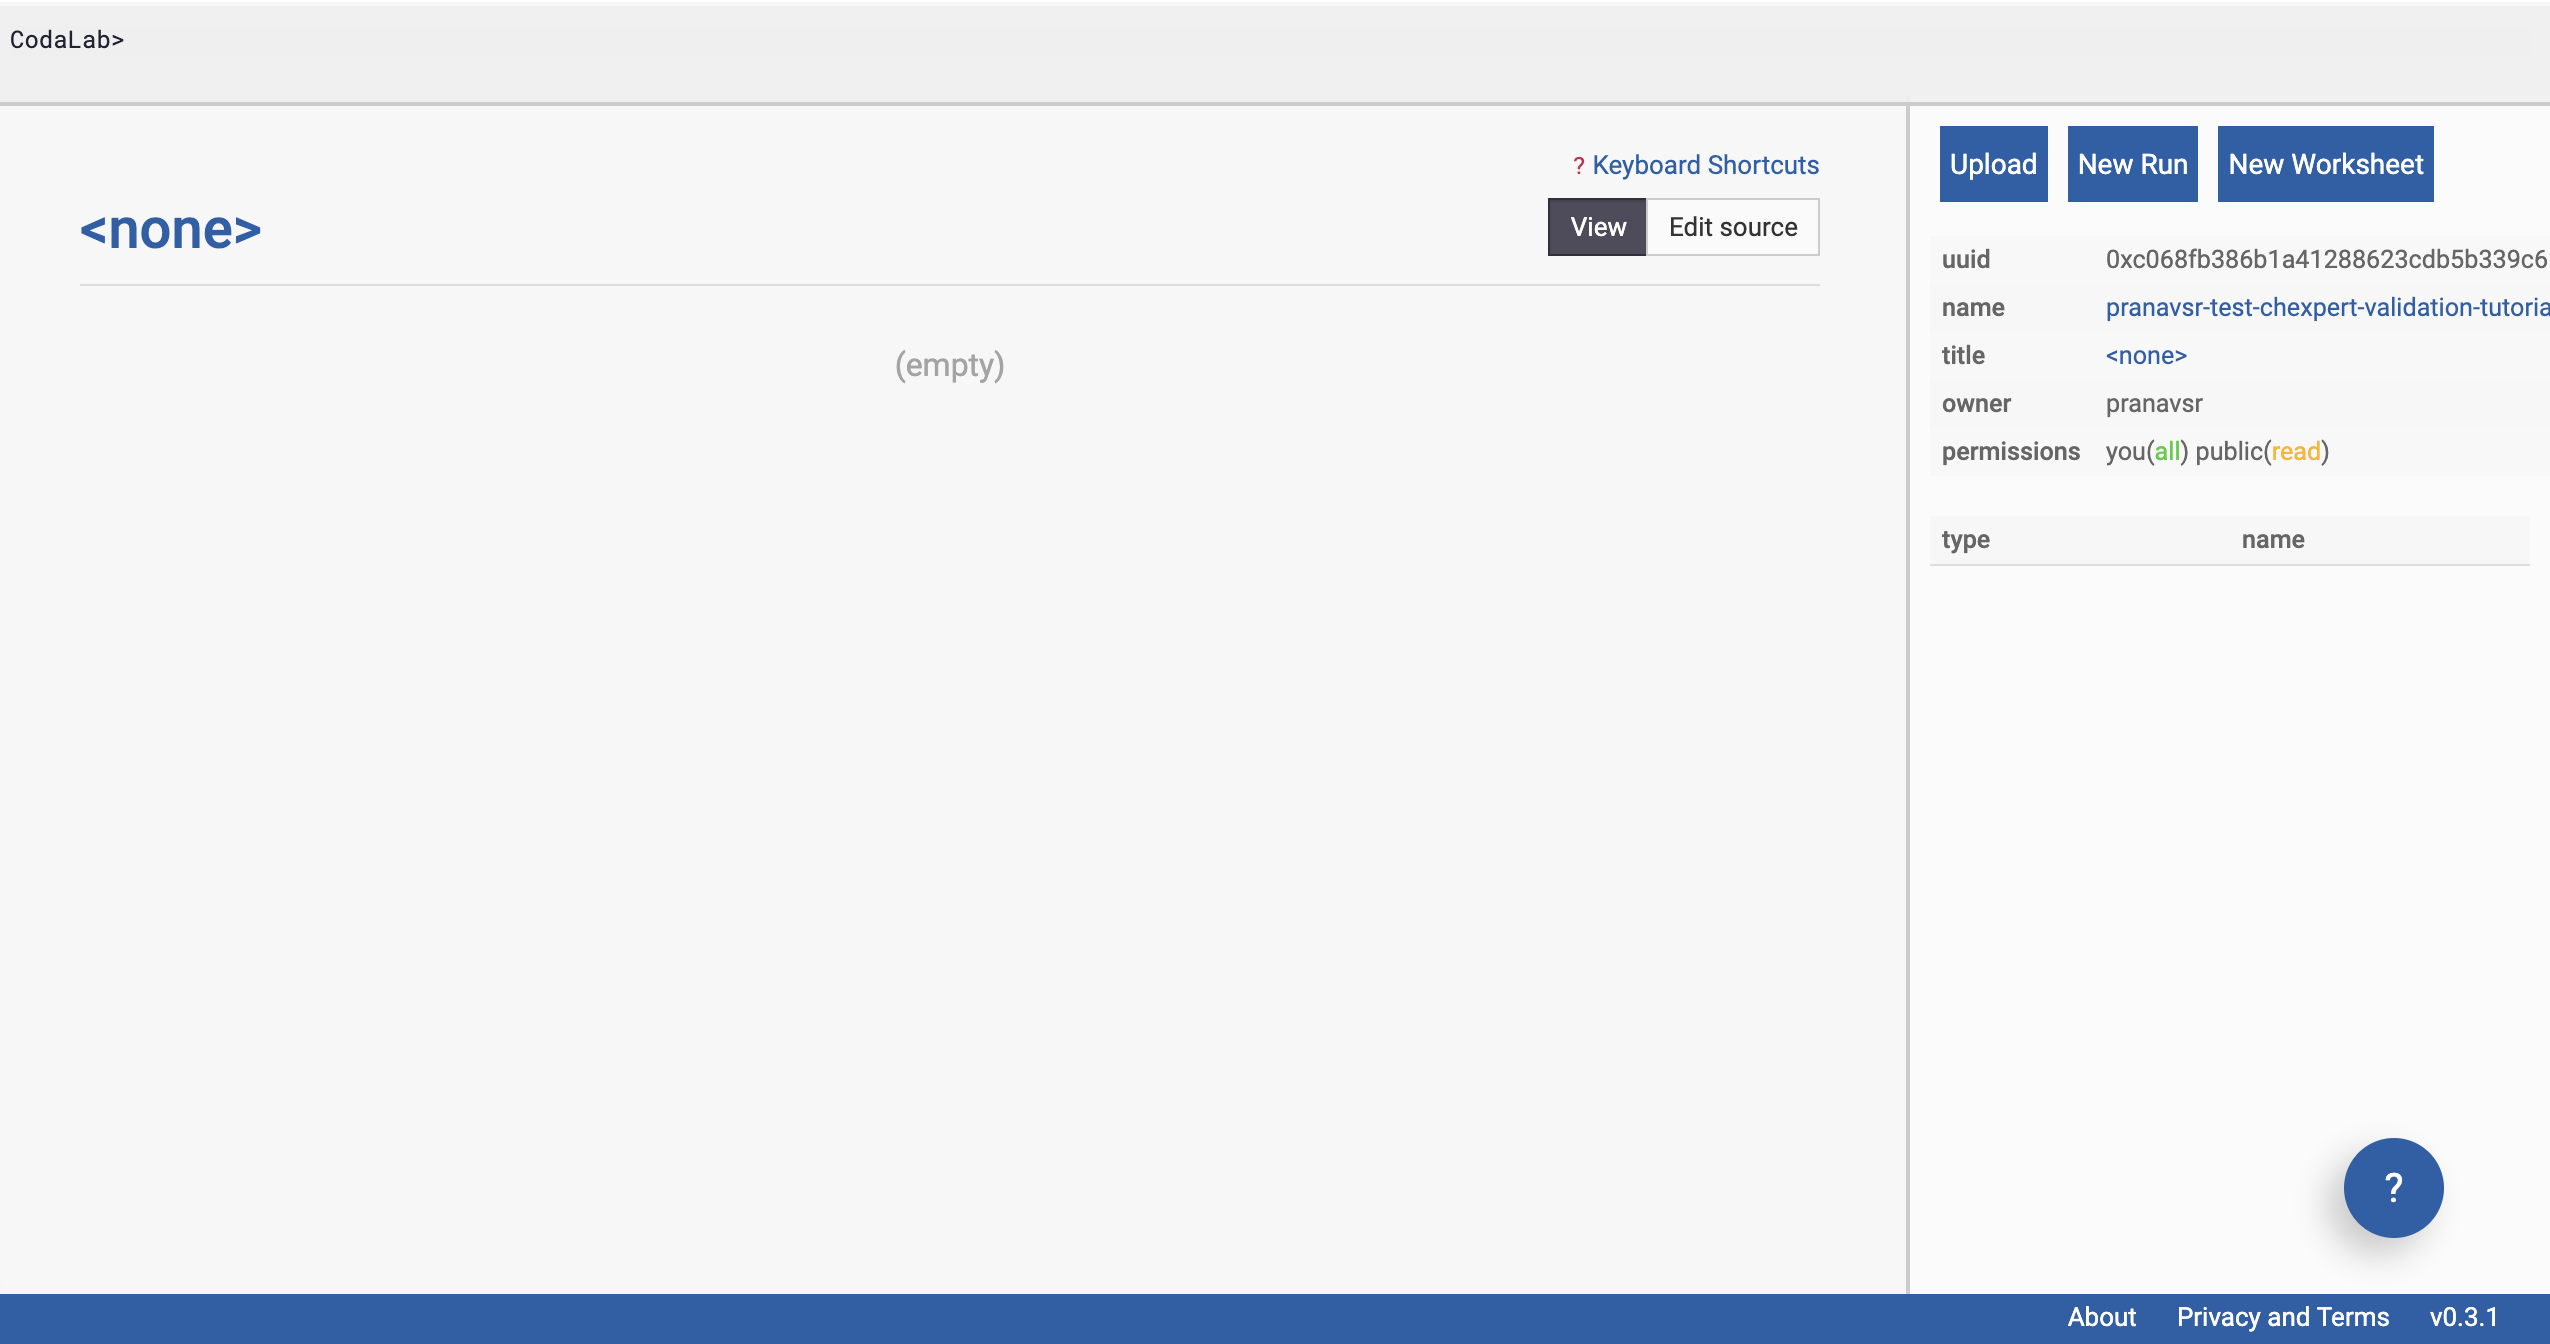 CodaLab>
? Keyboard Shortcuts
<none>
View Edit source
(empty)
Upload New Run New Worksheet
uuid 0xc068fb386b1a41288623cdb5b339c6
name pranavsr-test-chexpert-validation-tutoria
title <none>
owner pranavsr
permissions you(all) public(read)
type name
?
About Privacy and Terms v0.3.1